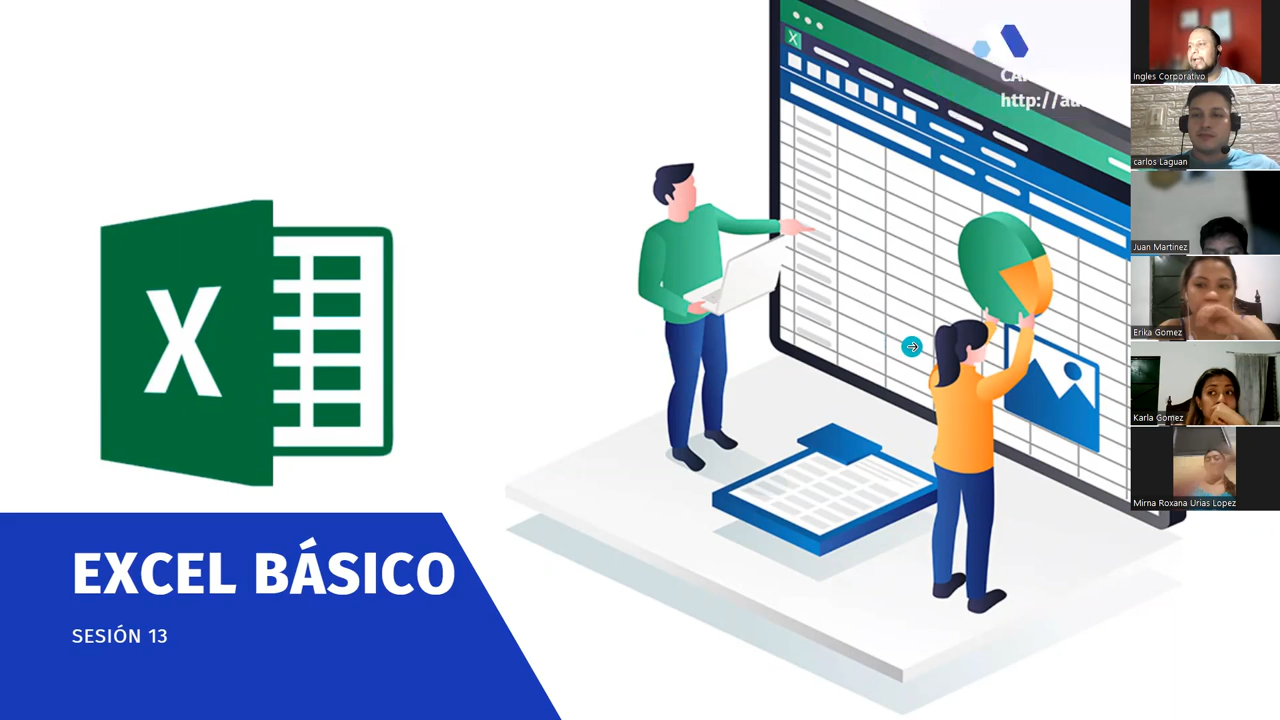 X
EXCEL BÁSICO
SESIÓN 13
X
http://
Ingles Corporativo
carlos Laguan
Juan Martinez
Erika Gomez
Karla Gomez
Mirna Roxana Urias Lopez